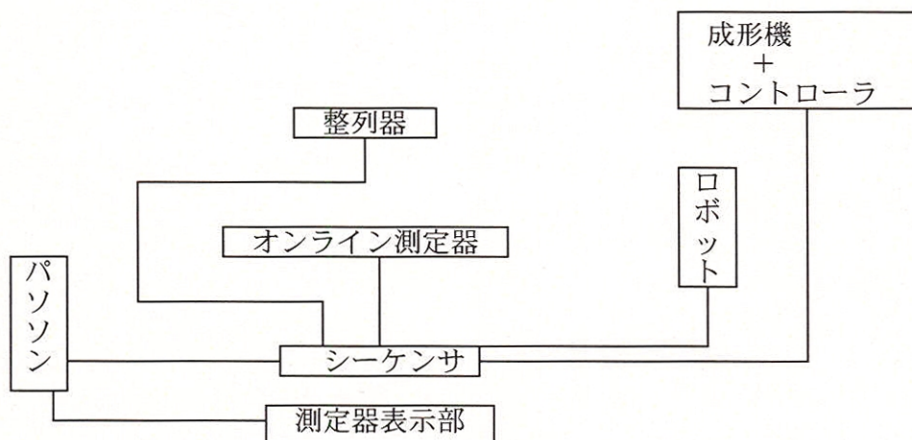 成形機
+
コントローラ
整列器
ロボット
オンライン測定器
パソソン
シーケンサ
測定器表示部